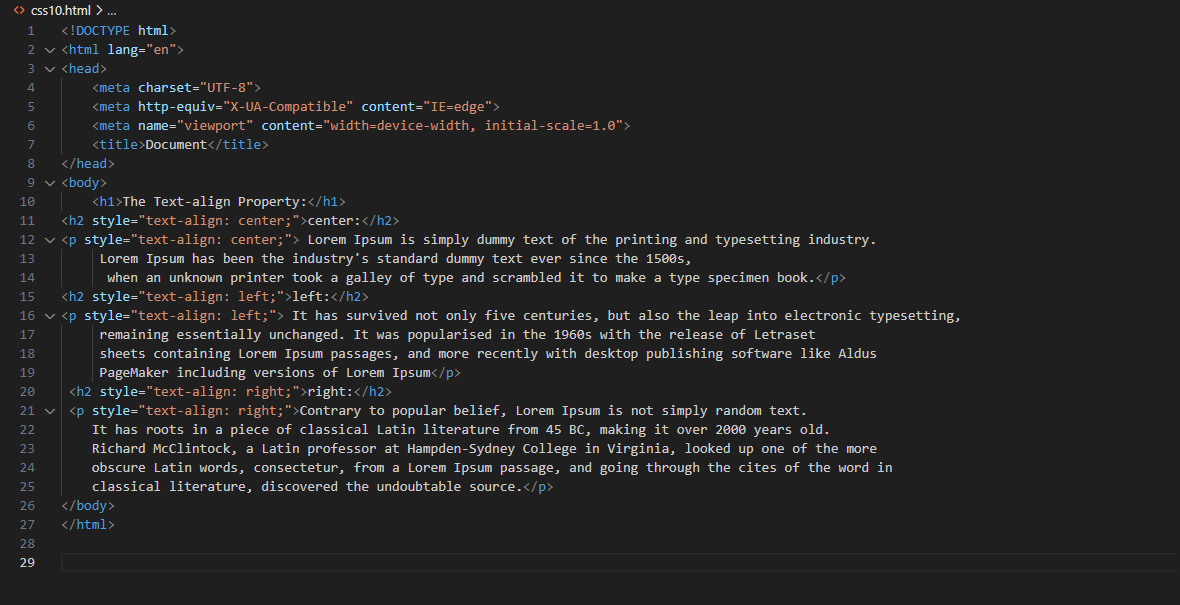 <> css10.html > ...
1 <!DOCTYPE html>
2 <html lang="en">
3 <head>
4     <meta charset="UTF-8">
5     <meta http-equiv="X-UA-Compatible" content="IE=edge">
6     <meta name="viewport" content="width=device-width, initial-scale=1.0">
7     <title>Document</title>
8 </head>
9 <body>
10     <h1>The Text-align Property:</h1>
11 <h2 style="text-align: center;">center:</h2>
12 <p style="text-align: center;"> Lorem Ipsum is simply dummy text of the printing and typesetting industry.
13      Lorem Ipsum has been the industry's standard dummy text ever since the 1500s,
14       when an unknown printer took a galley of type and scrambled it to make a type specimen book.</p>
15 <h2 style="text-align: left;">left:</h2>
16 <p style="text-align: left;"> It has survived not only five centuries, but also the leap into electronic typesetting,
17      remaining essentially unchanged. It was popularised in the 1960s with the release of Letraset
18      sheets containing Lorem Ipsum passages, and more recently with desktop publishing software like Aldus
19      PageMaker including versions of Lorem Ipsum</p>
20  <h2 style="text-align: right;">right:</h2>
21  <p style="text-align: right;">Contrary to popular belief, Lorem Ipsum is not simply random text.
22     It has roots in a piece of classical Latin literature from 45 BC, making it over 2000 years old.
23     Richard McClintock, a Latin professor at Hampden-Sydney College in Virginia, looked up one of the more
24     obscure Latin words, consectetur, from a Lorem Ipsum passage, and going through the cites of the word in
25     classical literature, discovered the undoubtable source.</p>
26 </body>
27 </html>
28
29